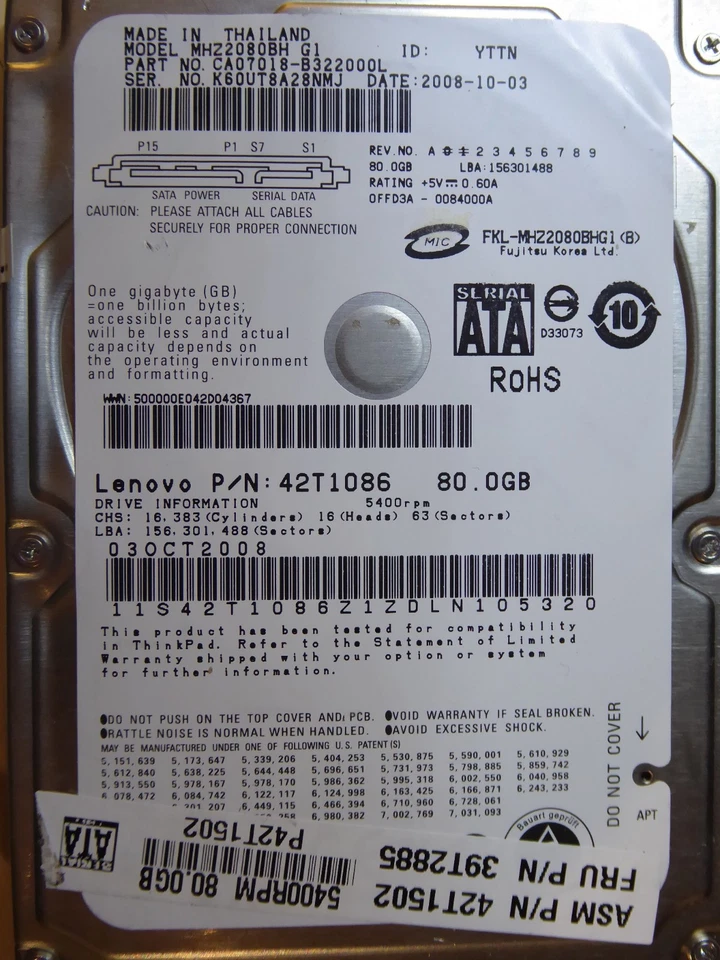 MADE IN THAILAND
MODEL MHZ2080BH G1 ID: YTTN
PART NO. CA07018-B322000L
SER. NO. K60UT8A28NMJ DATE:2008-10-03
P15 P1 S7 S1
SATA POWER SERIAL DATA
REV.NO. A 2 3 4 5 6 7 8 9
80.0GB LBA:156301488
RATING +5V 0.60A
OFFD3A - 0084000A
CAUTION: PLEASE ATTACH ALL CABLES
SECURELY FOR PROPER CONNECTION
MIC
FKL-MHZ2080BHG1(B)
Fujitsu Korea Ltd.
One gigabyte (GB)
=one billion bytes;
accessible capacity
will be less and actual
capacity depends on
the operating environment
and formatting.
SERIAL
ATA
D33073
10
ROHS
WWN:500000E042D04367
Lenovo P/N: 42T1086 80.0GB
DRIVE INFORMATION 5400rpm
CHS: 16,383(Cylinders) 16(Heads) 63(Sectors)
LBA: 156,301,488(Sectors)
03OCT2008
11S42T1086Z1ZDLN105320
This product has been tested for compatibility
in ThinkPad. Refer to the Statement of Limited
Warranty shipped with your option or system
for further information.
●DO NOT PUSH ON THE TOP COVER AND PCB. ●VOID WARRANTY IF SEAL BROKEN.
●RATTLE NOISE IS NORMAL WHEN HANDLED. ●AVOID EXCESSIVE SHOCK.
MAY BE MANUFACTURED UNDER ONE OF FOLLOWING U.S. PATENT(S)
5,151,639 5,173,647 5,339,206 5,404,253 5,530,875 5,590,001 5,610,929
5,612,840 5,638,225 5,644,448 5,696,651 5,731,973 5,798,885 5,859,742
5,913,550 5,978,167 5,978,170 5,986,362 5,995,318 6,002,550 6,040,958
6,078,472 6,084,742 6,122,117 6,124,998 6,163,425 6,166,871 6,243,233
6,449,115 6,466,394 6,710,960 6,728,061
6,980,382 7,002,769 7,031,093
DO NOT COVER
APT
Bauart geprüft
ASM P/N 42T1502
FRU P/N 39T2885
5400RPM 80.0GB
P42T1502
SERIAL
ATA